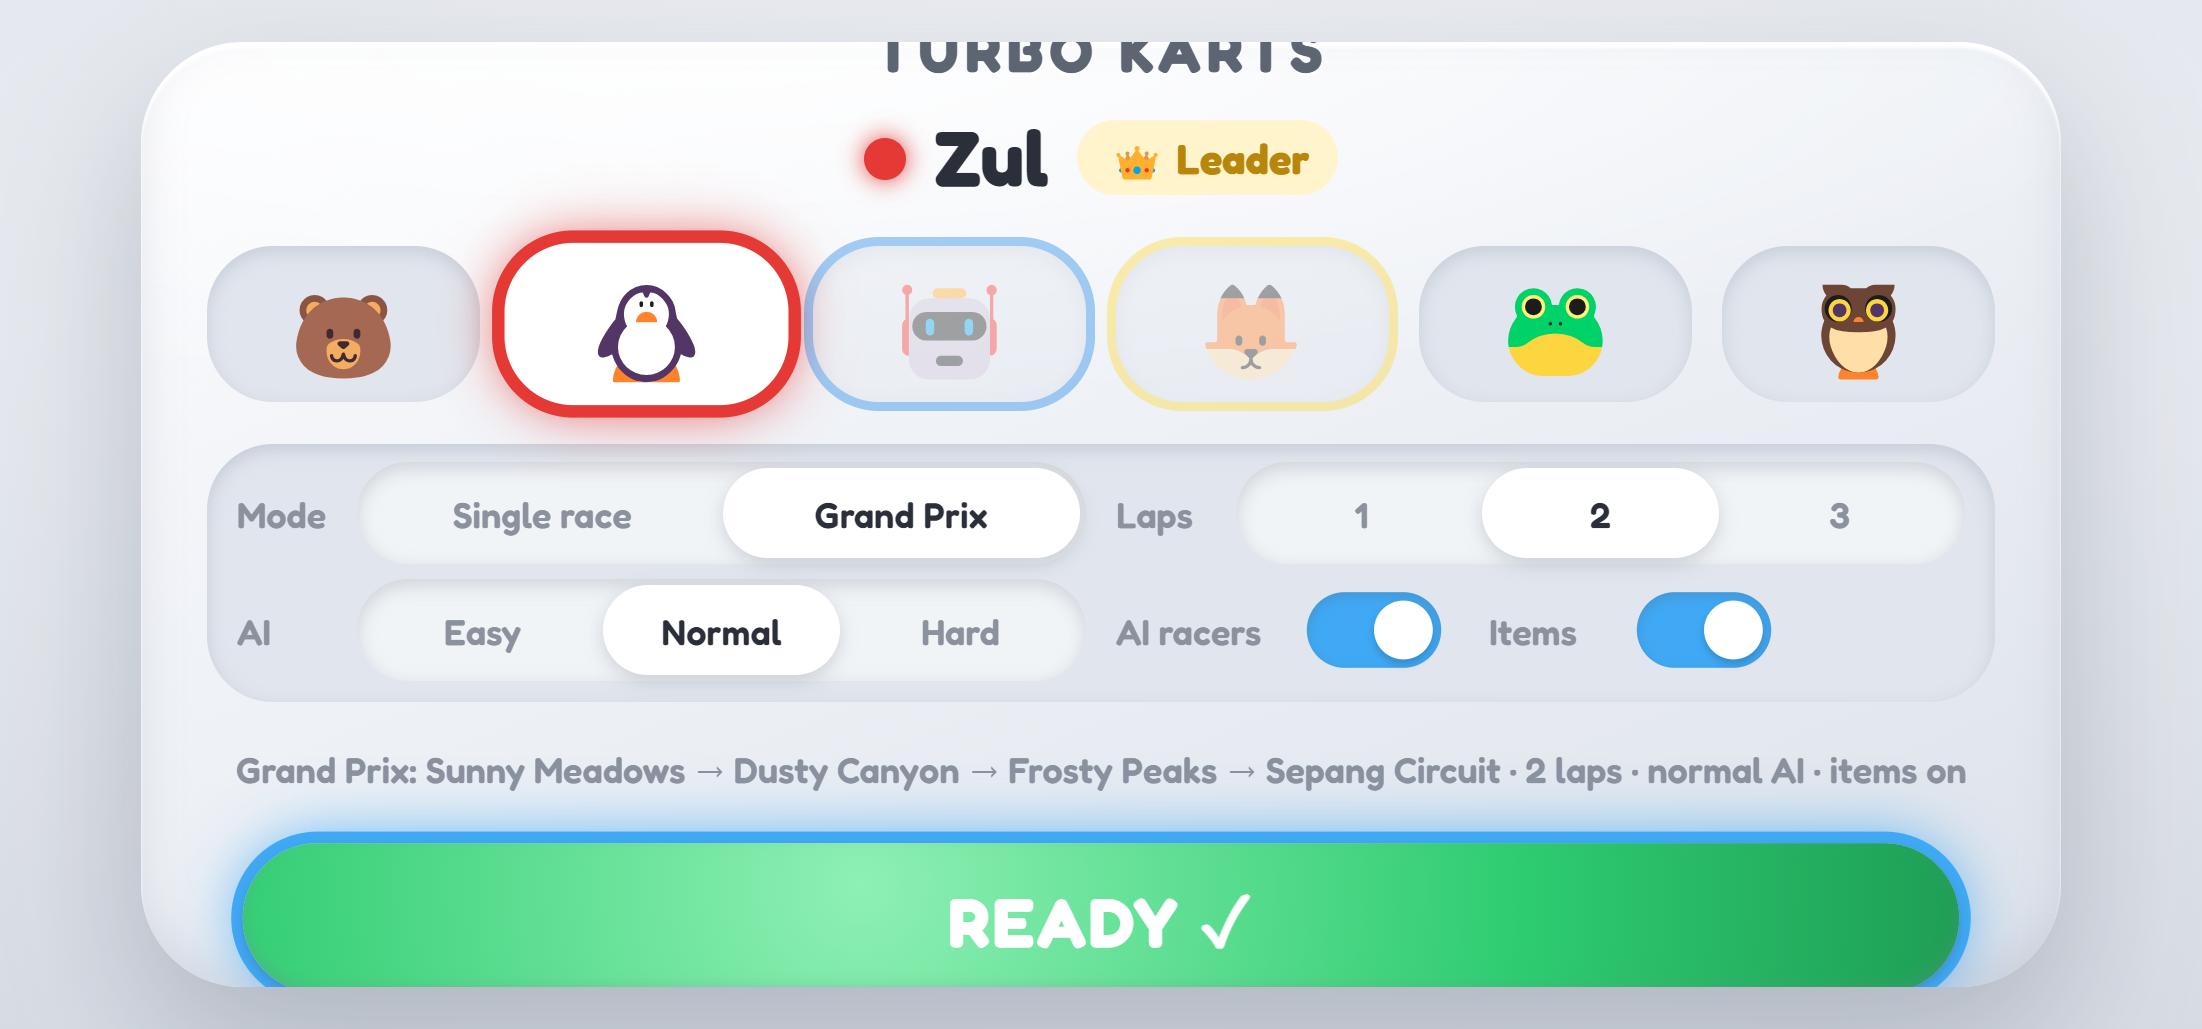 TURBO KARTS
Zul
Leader
Mode Single race Grand Prix Laps 1 2 3
AI Easy Normal Hard AI racers Items
Grand Prix: Sunny Meadows → Dusty Canyon → Frosty Peaks → Sepang Circuit · 2 laps · normal AI · items on
READY ✓